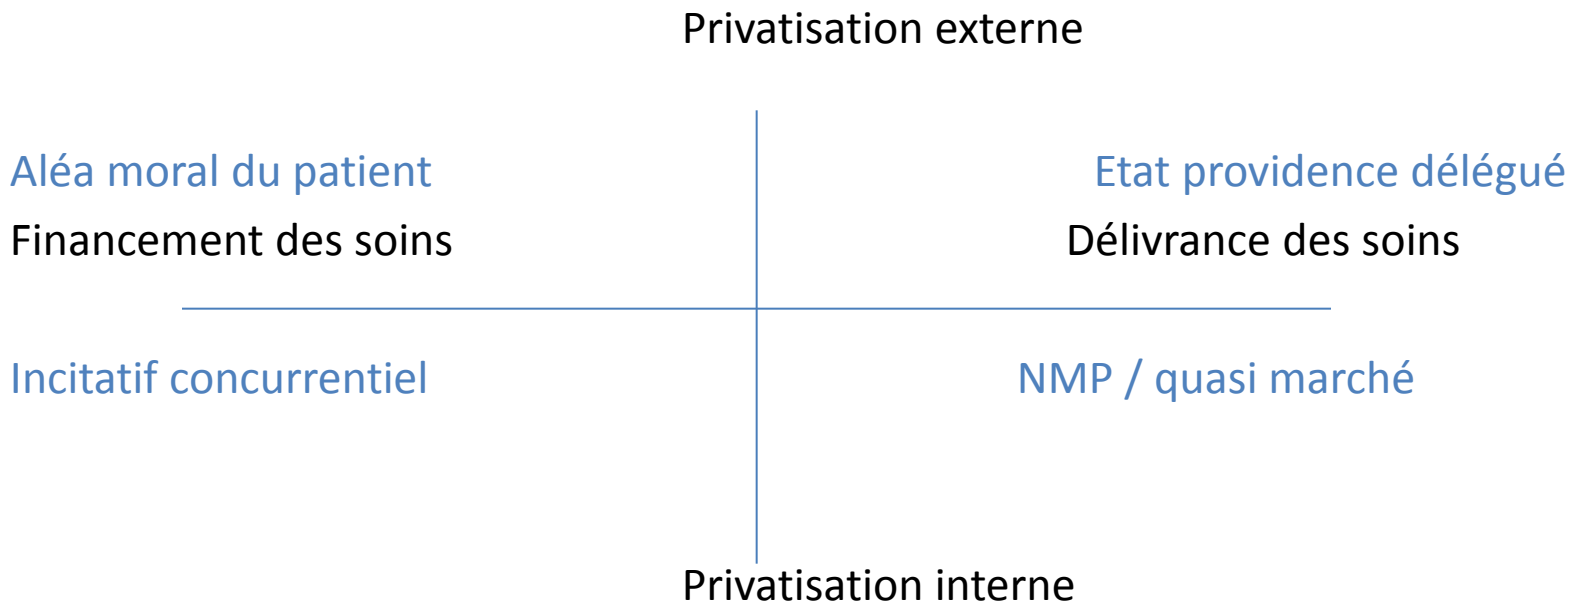 Privatisation externe
Aléa moral du patient
Etat providence délégué
Financement des soins
Délivrance des soins
Incitatif concurrentiel
NMP / quasi marché
Privatisation interne